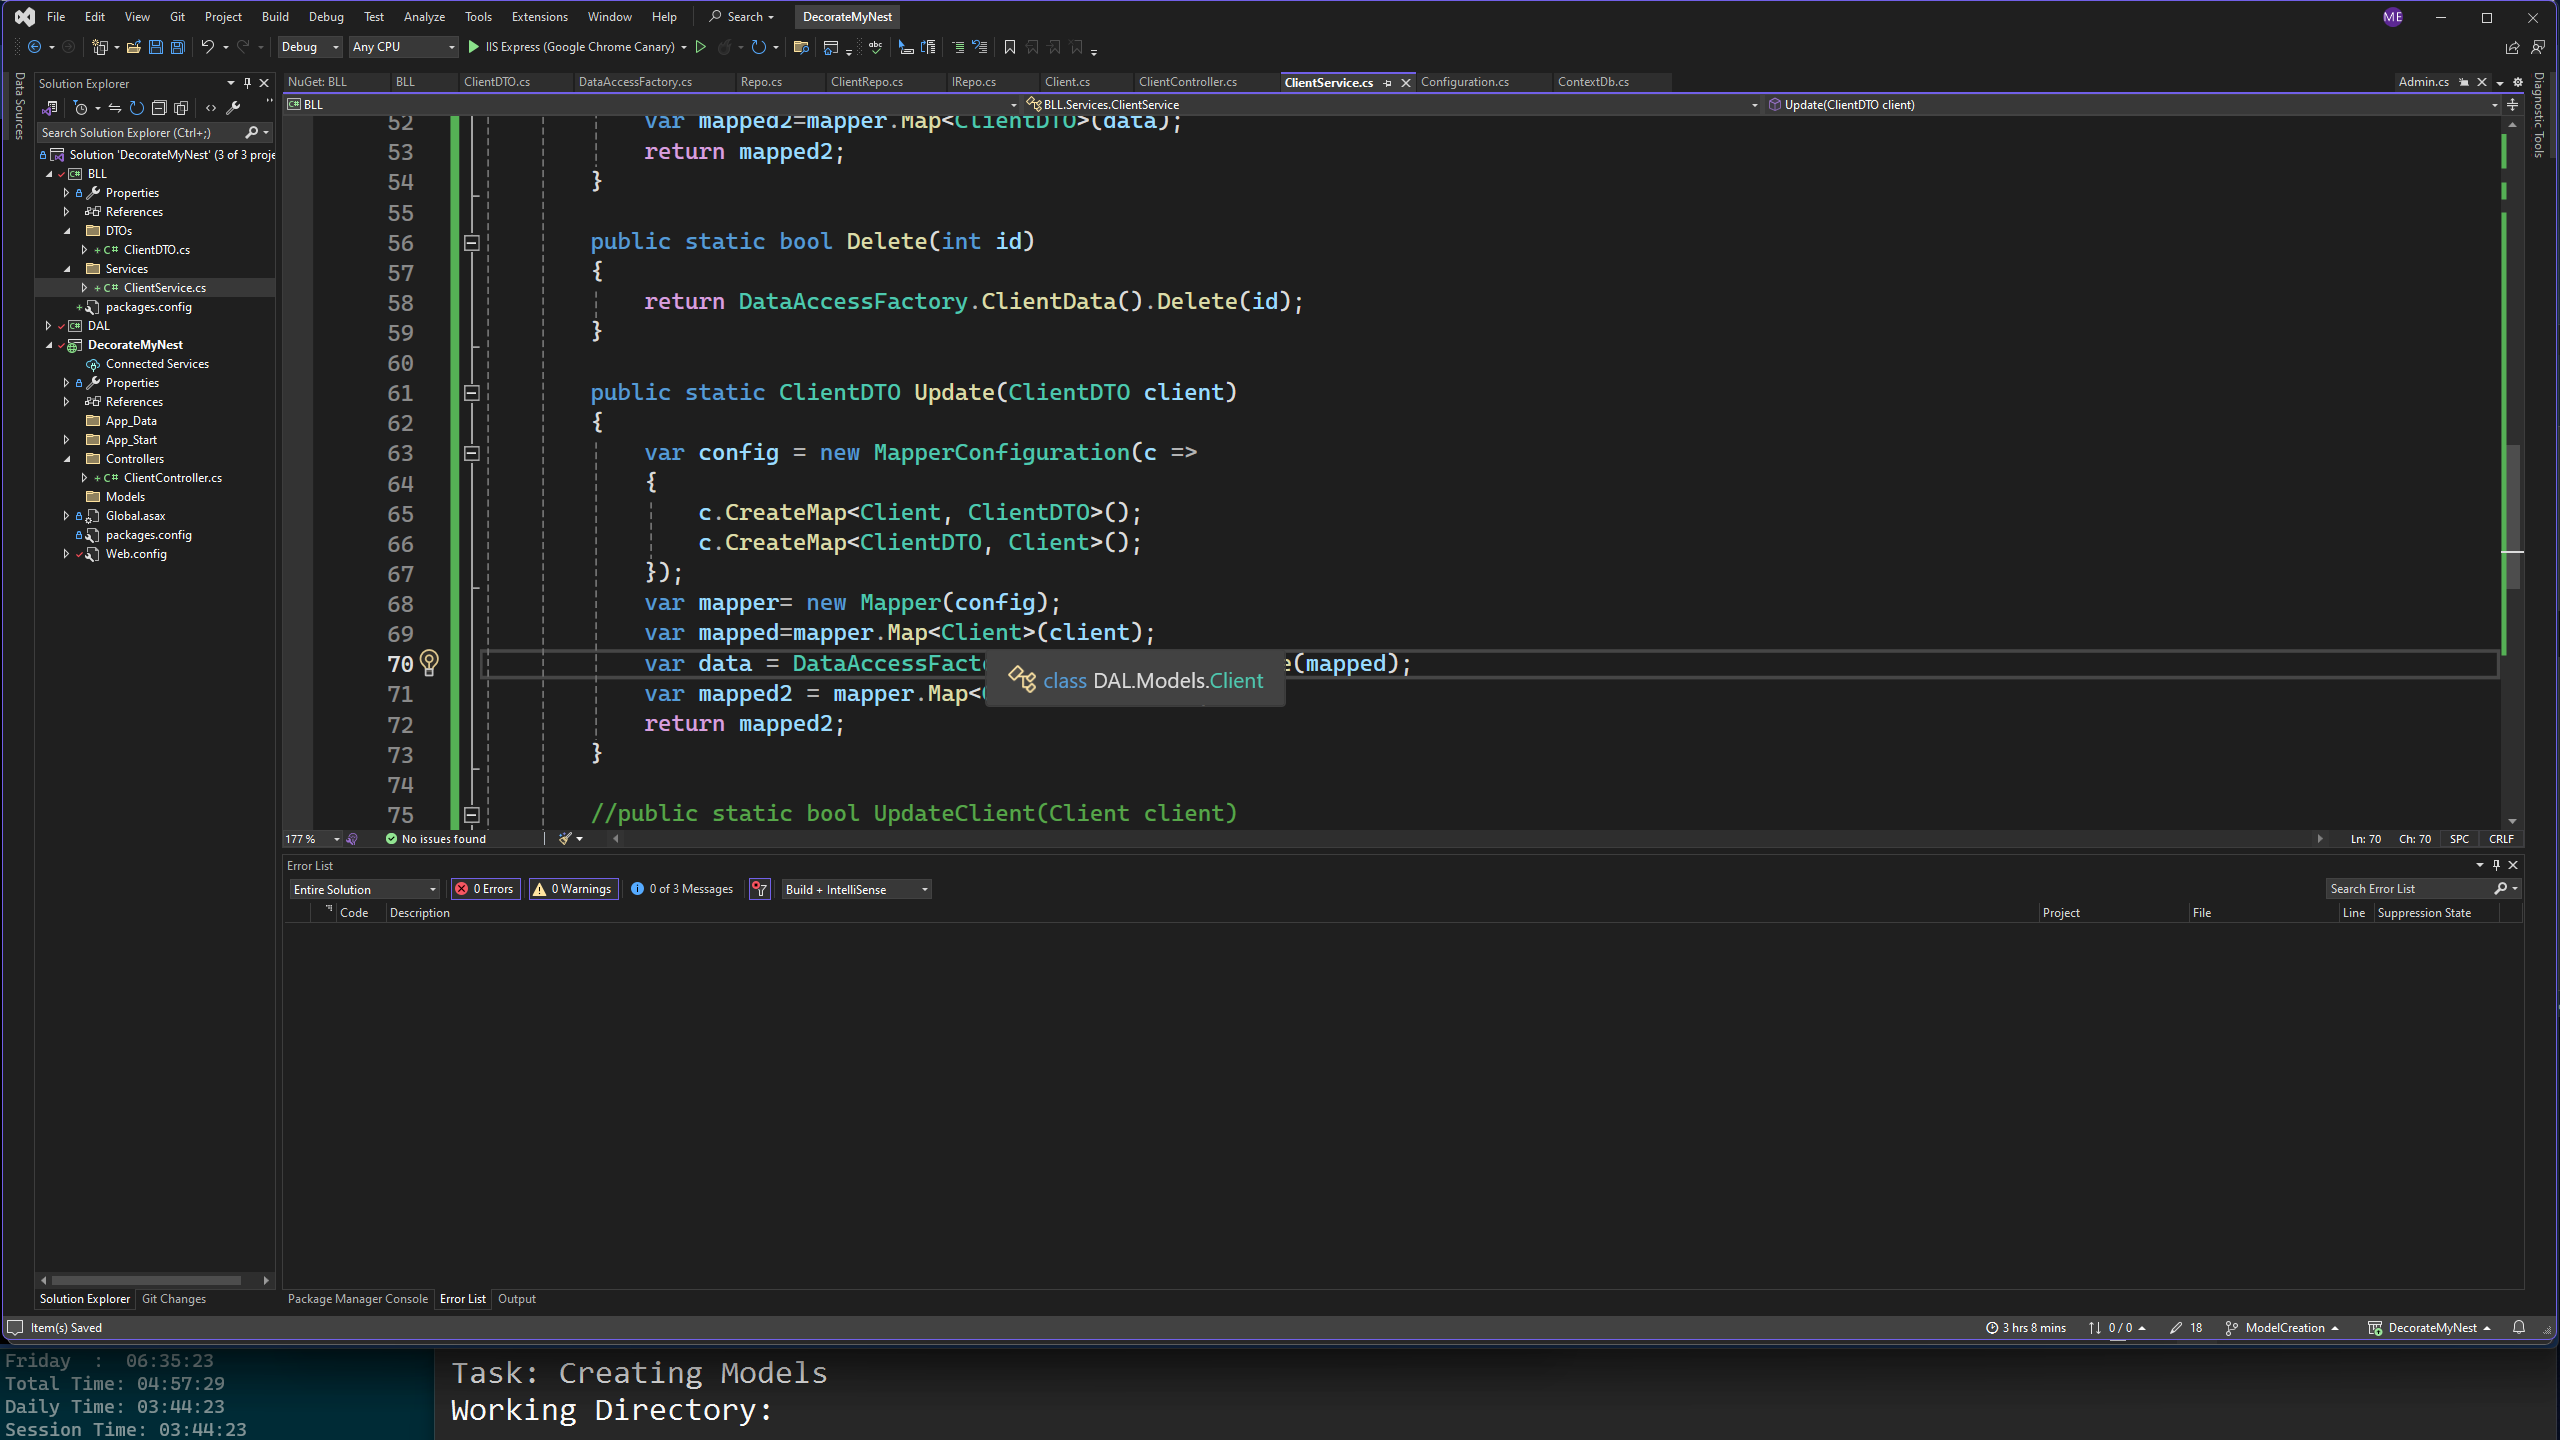 File Edit View Git Project Build Debug Test Analyze Tools Extensions Window Help Search DecorateMyNest ME
Debug Any CPU IIS Express (Google Chrome Canary)
Data Sources
Solution Explorer
Search Solution Explorer (Ctrl+;)
Solution 'DecorateMyNest' (3 of 3 proje
BLL
Properties
References
DTOs
C# ClientDTO.cs
Services
C# ClientService.cs
packages.config
DAL
DecorateMyNest
Connected Services
Properties
References
App_Data
App_Start
Controllers
C# ClientController.cs
Models
Global.asax
packages.config
Web.config
Solution Explorer Git Changes
NuGet: BLL BLL ClientDTO.cs DataAccessFactory.cs Repo.cs ClientRepo.cs IRepo.cs Client.cs ClientController.cs ClientService.cs Configuration.cs ContextDb.cs Admin.cs
BLL BLL.Services.ClientService Update(ClientDTO client)
52 var mapped2=mapper.Map<ClientDTO>(data);
53 return mapped2;
54 }
55
56 public static bool Delete(int id)
57 {
58 return DataAccessFactory.ClientData().Delete(id);
59 }
60
61 public static ClientDTO Update(ClientDTO client)
62 {
63 var config = new MapperConfiguration(c =>
64 {
65 c.CreateMap<Client, ClientDTO>();
66 c.CreateMap<ClientDTO, Client>();
67 });
68 var mapper= new Mapper(config);
69 var mapped=mapper.Map<Client>(client);
70 var data = DataAccessFacto e(mapped);
class DAL.Models.Client
71 var mapped2 = mapper.Map<
72 return mapped2;
73 }
74
75 //public static bool UpdateClient(Client client)
177 % No issues found Ln: 70 Ch: 70 SPC CRLF
Diagnostic Tools
Error List
Entire Solution 0 Errors 0 Warnings 0 of 3 Messages Build + IntelliSense Search Error List
Code Description Project File Line Suppression State
Package Manager Console Error List Output
Item(s) Saved 3 hrs 8 mins 0 / 0 18 ModelCreation DecorateMyNest
Friday : 06:35:23
Total Time: 04:57:29
Daily Time: 03:44:23
Session Time: 03:44:23
Task: Creating Models
Working Directory: